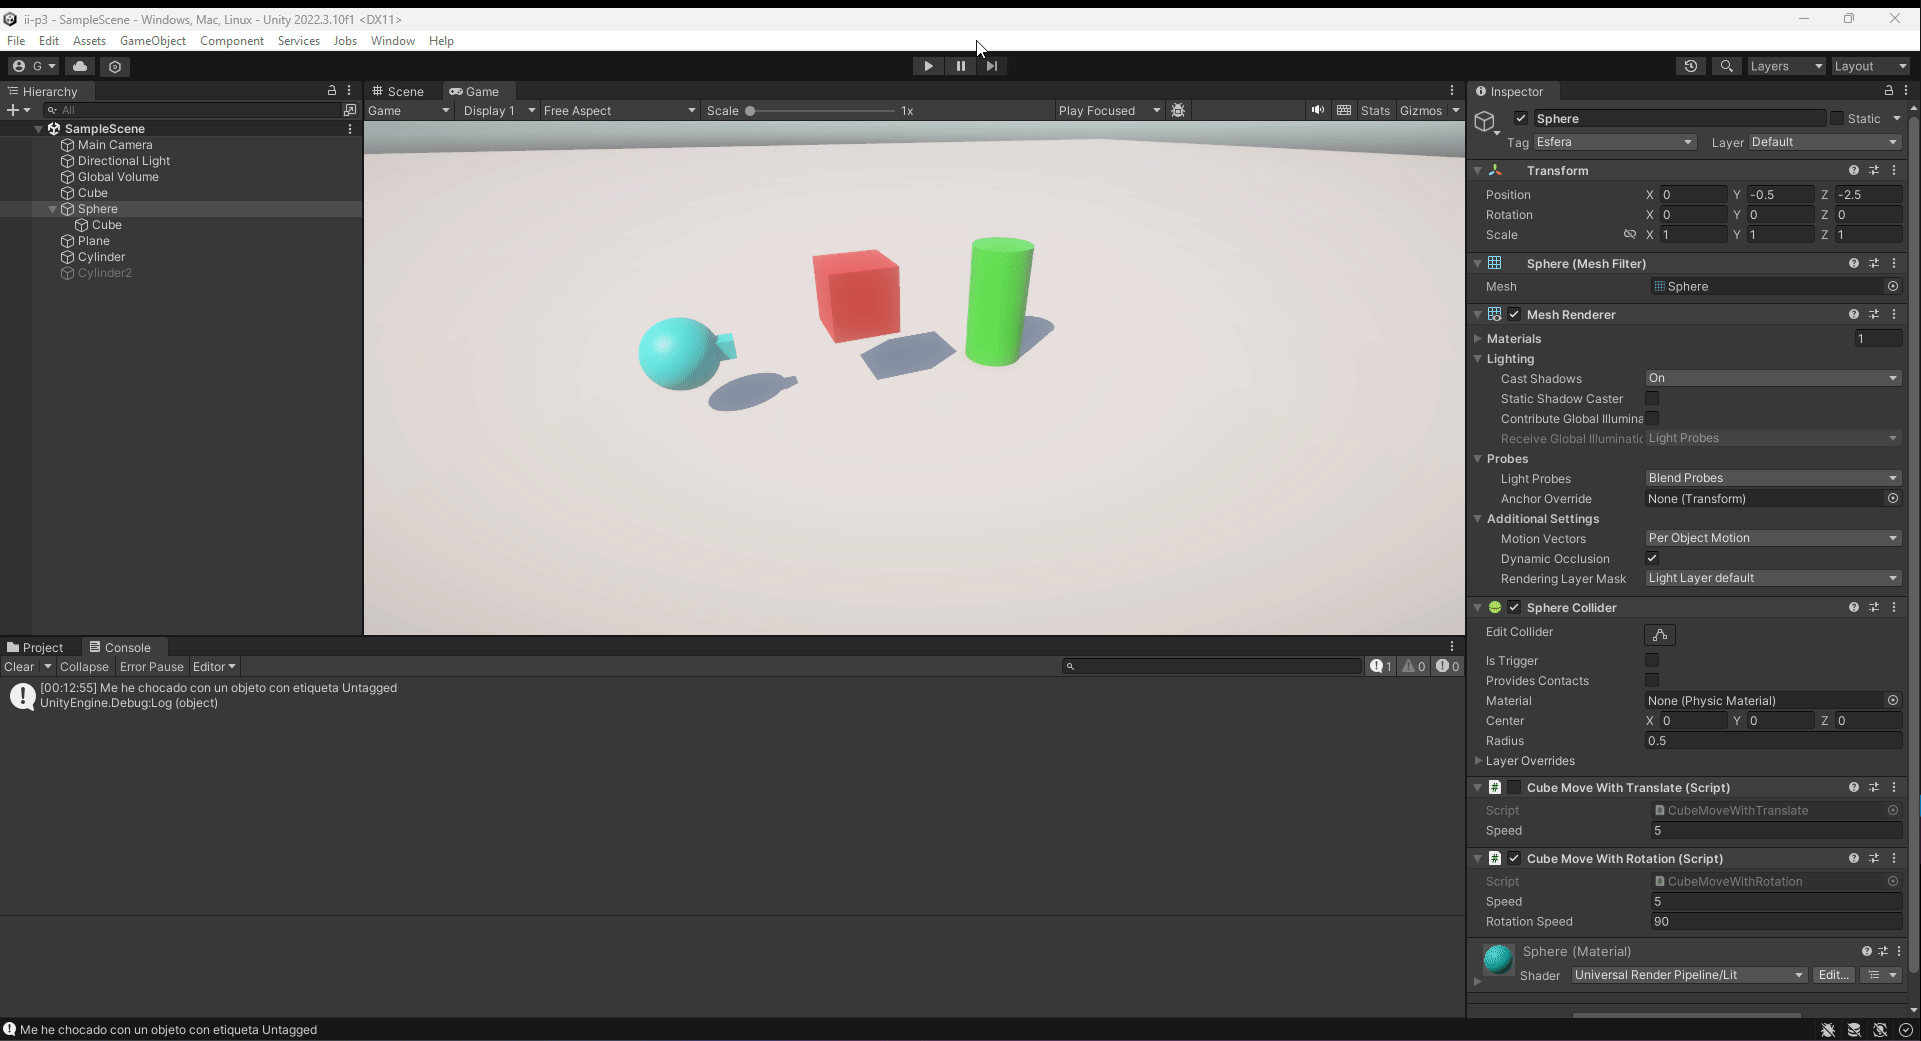 ii-p3 - SampleScene - Windows, Mac, Linux - Unity 2022.3.10f1 <DX11>
File Edit Assets GameObject Component Services Jobs Window Help
G
Layers Layout
Hierarchy
All
SampleScene
Main Camera
Directional Light
Global Volume
Cube
Sphere
Cube
Plane
Cylinder
Cylinder2
Scene Game
Game Display 1 Free Aspect Scale 1x Play Focused Stats Gizmos
Inspector
Sphere Static
Tag Esfera Layer Default
Transform
Position X 0 Y -0.5 Z -2.5
Rotation X 0 Y 0 Z 0
Scale X 1 Y 1 Z 1
Sphere (Mesh Filter)
Mesh Sphere
Mesh Renderer
Materials 1
Lighting
Cast Shadows On
Static Shadow Caster
Contribute Global Illumina
Receive Global Illuminatic Light Probes
Probes
Light Probes Blend Probes
Anchor Override None (Transform)
Additional Settings
Motion Vectors Per Object Motion
Dynamic Occlusion
Rendering Layer Mask Light Layer default
Sphere Collider
Edit Collider
Is Trigger
Provides Contacts
Material None (Physic Material)
Center X 0 Y 0 Z 0
Radius 0.5
Layer Overrides
# Cube Move With Translate (Script)
Script CubeMoveWithTranslate
Speed 5
# Cube Move With Rotation (Script)
Script CubeMoveWithRotation
Speed 5
Rotation Speed 90
Sphere (Material)
Shader Universal Render Pipeline/Lit Edit...
Project Console
Clear Collapse Error Pause Editor 1 0 0
[00:12:55] Me he chocado con un objeto con etiqueta Untagged
UnityEngine.Debug:Log (object)
Me he chocado con un objeto con etiqueta Untagged